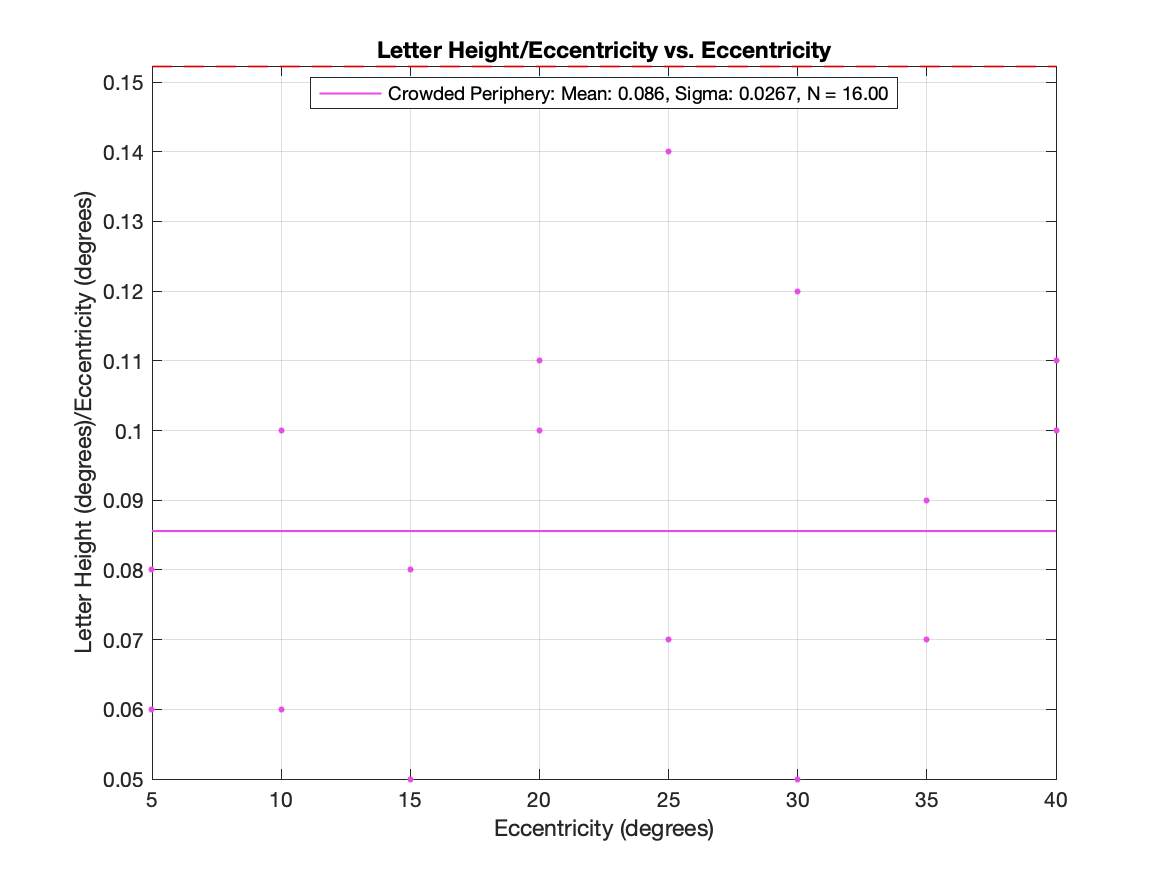 Letter Height/Eccentricity vs. Eccentricity
Crowded Periphery: Mean: 0.086, Sigma: 0.0267, N = 16.00
Letter Height (degrees)/Eccentricity (degrees)
0.15
0.14
0.13
0.12
0.11
0.1
0.09
0.08
0.07
0.06
0.05
5 10 15 20 25 30 35 40
Eccentricity (degrees)